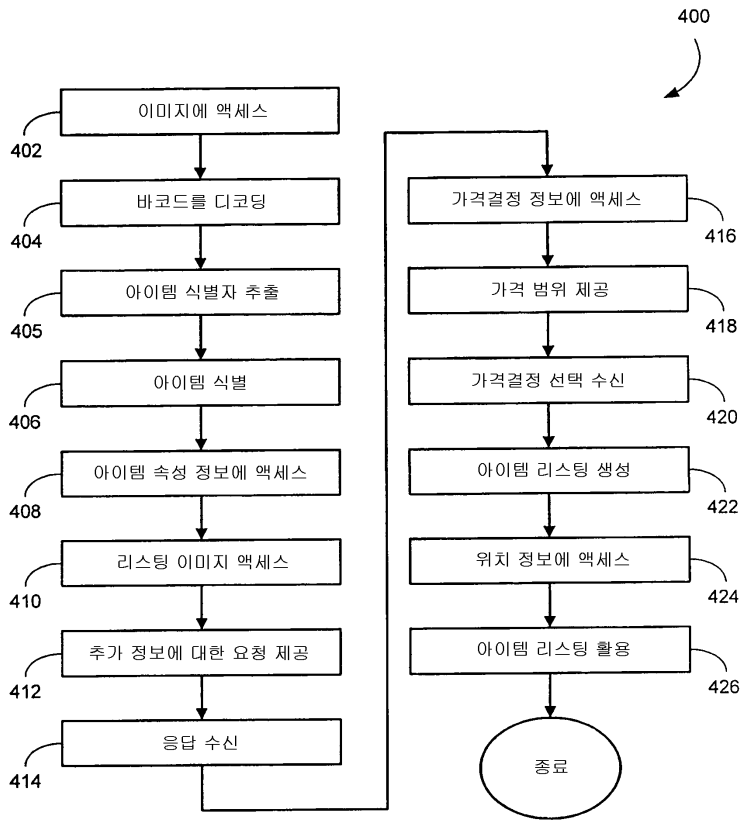 400
이미지에 액세스
402
바코드를 디코딩
404
아이템 식별자 추출
405
아이템 식별
406
아이템 속성 정보에 액세스
408
리스팅 이미지 액세스
410
추가 정보에 대한 요청 제공
412
응답 수신
414
가격결정 정보에 액세스
416
가격 범위 제공
418
가격결정 선택 수신
420
아이템 리스팅 생성
422
위치 정보에 액세스
424
아이템 리스팅 활용
426
종료